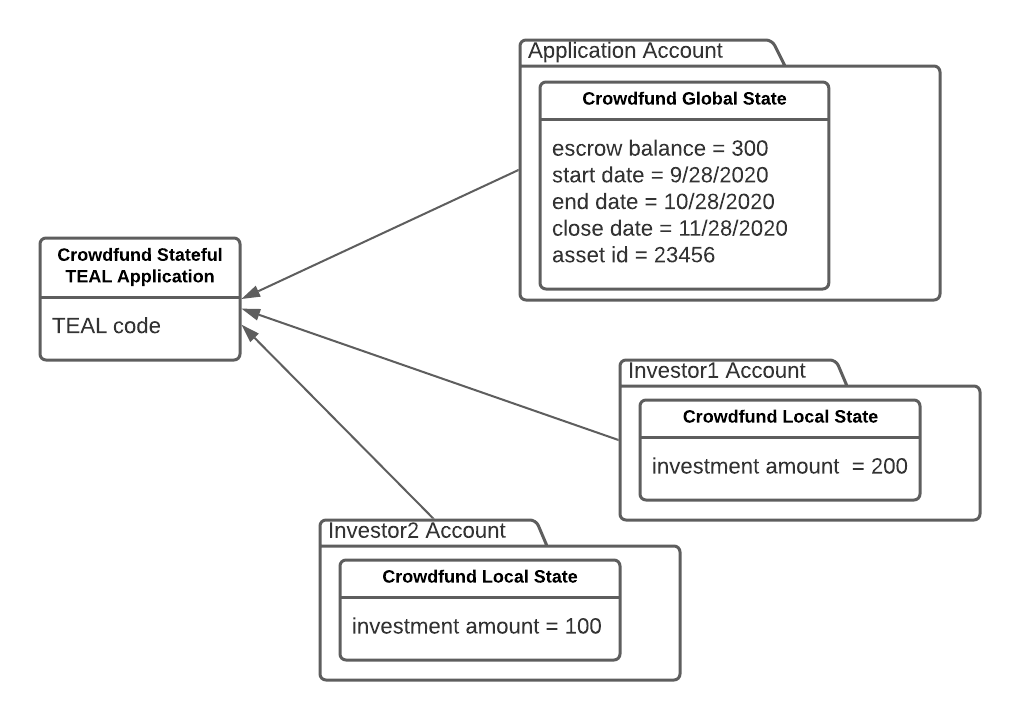 Application Account
Crowdfund Global State
escrow balance = 300
start date = 9/28/2020
end date = 10/28/2020
close date = 11/28/2020
asset id = 23456
Crowdfund Stateful
TEAL Application
TEAL code
Investor1 Account
Crowdfund Local State
investment amount  = 200
Investor2 Account
Crowdfund Local State
investment amount = 100